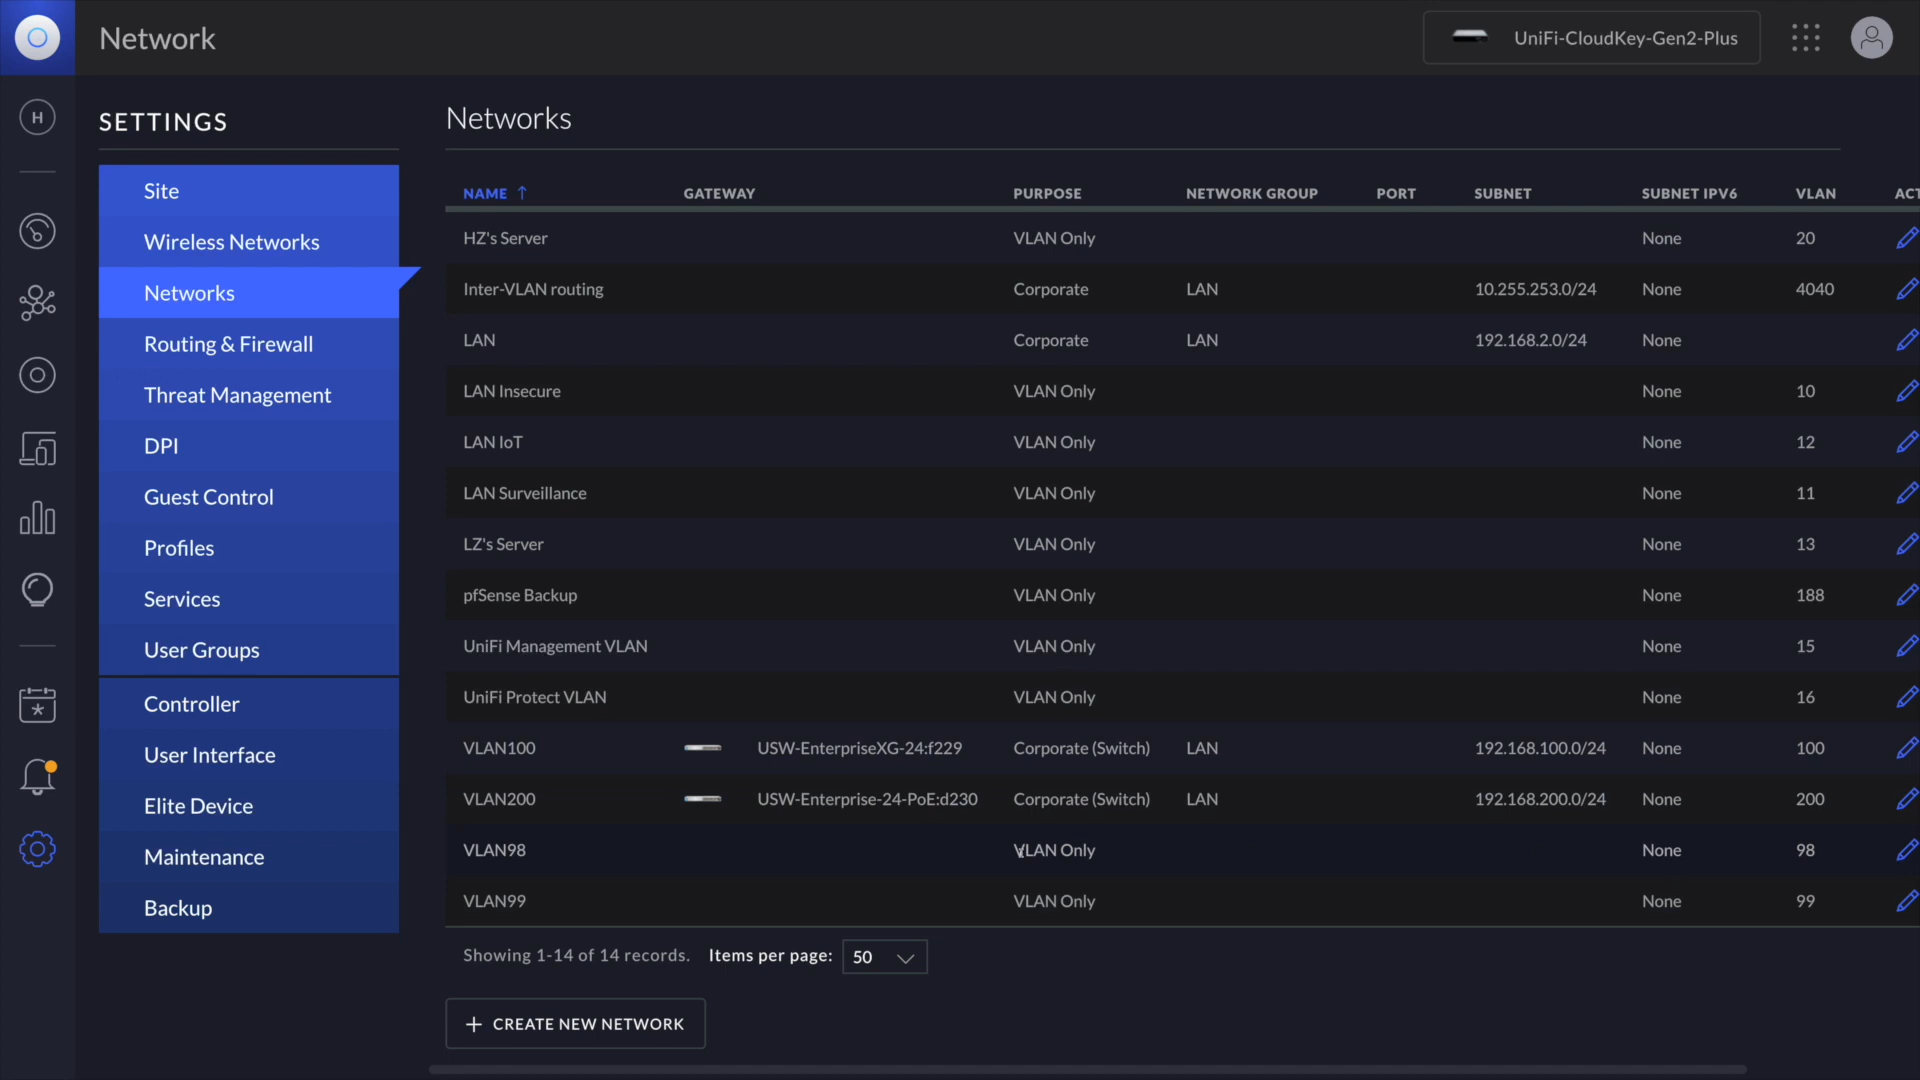 Network
UniFi-CloudKey-Gen2-Plus
H
SETTINGS
Site
Wireless Networks
Networks
Routing & Firewall
Threat Management
DPI
Guest Control
Profiles
Services
User Groups
Controller
User Interface
Elite Device
Maintenance
Backup
Networks
NAME ↑ GATEWAY PURPOSE NETWORK GROUP PORT SUBNET SUBNET IPV6 VLAN ACT
HZ's Server VLAN Only None 20
Inter-VLAN routing Corporate LAN 10.255.253.0/24 None 4040
LAN Corporate LAN 192.168.2.0/24 None
LAN Insecure VLAN Only None 10
LAN IoT VLAN Only None 12
LAN Surveillance VLAN Only None 11
LZ's Server VLAN Only None 13
pfSense Backup VLAN Only None 188
UniFi Management VLAN VLAN Only None 15
UniFi Protect VLAN VLAN Only None 16
VLAN100 USW-EnterpriseXG-24:f229 Corporate (Switch) LAN 192.168.100.0/24 None 100
VLAN200 USW-Enterprise-24-PoE:d230 Corporate (Switch) LAN 192.168.200.0/24 None 200
VLAN98 VLAN Only None 98
VLAN99 VLAN Only None 99
Showing 1-14 of 14 records. Items per page: 50
+ CREATE NEW NETWORK